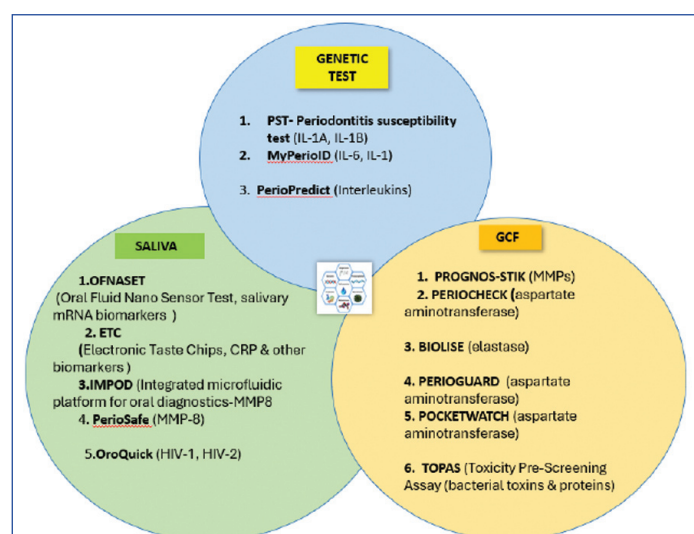 GENETIC
TEST
1. PST- Periodontitis susceptibility
test (IL-1A, IL-1B)
2. MyPerioID (IL-6, IL-1)
3. PerioPredict (Interleukins)
SALIVA
1.OFNASET
(Oral Fluid Nano Sensor Test, salivary
mRNA biomarkers )
2. ETC
(Electronic Taste Chips, CRP & other
biomarkers )
3.IMPOD (Integrated microfluidic
platform for oral diagnostics-MMP8
4. PerioSafe (MMP-8)
5.OroQuick (HIV-1, HIV-2)
GCF
1. PROGNOS-STIK (MMPs)
2. PERIOCHECK (aspartate
aminotransferase)
3. BIOLISE (elastase)
4. PERIOGUARD (aspartate
aminotransferase)
5. POCKETWATCH (aspartate
aminotransferase)
6. TOPAS (Toxicity Pre-Screening
Assay (bacterial toxins & proteins)